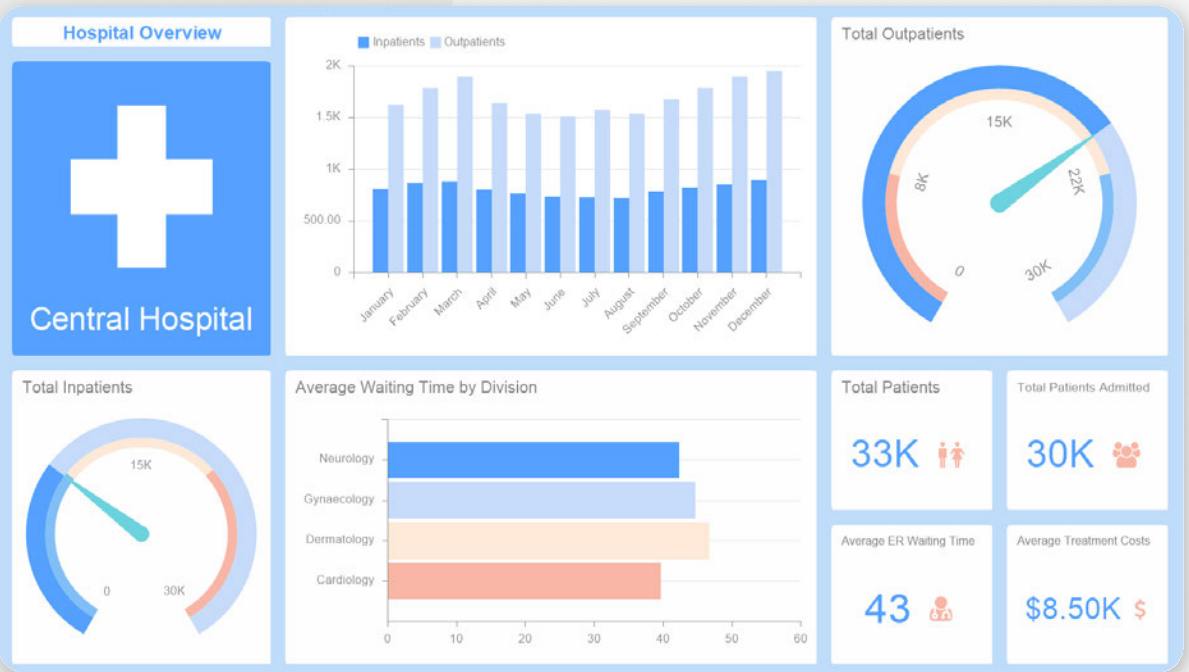 Hospital Overview
Central Hospital
Inpatients Outpatients
2K
1.5K
1K
500.00
0
January
February
March
April
May
June
July
August
September
October
November
December
Total Outpatients
0
8K
15K
22K
30K
Total Inpatients
0
15K
30K
Average Waiting Time by Division
Neurology
Gynaecology
Dermatology
Cardiology
0 10 20 30 40 50 60
Total Patients
33K
Total Patients Admitted
30K
Average ER Waiting Time
43
Average Treatment Costs
$8.50K $